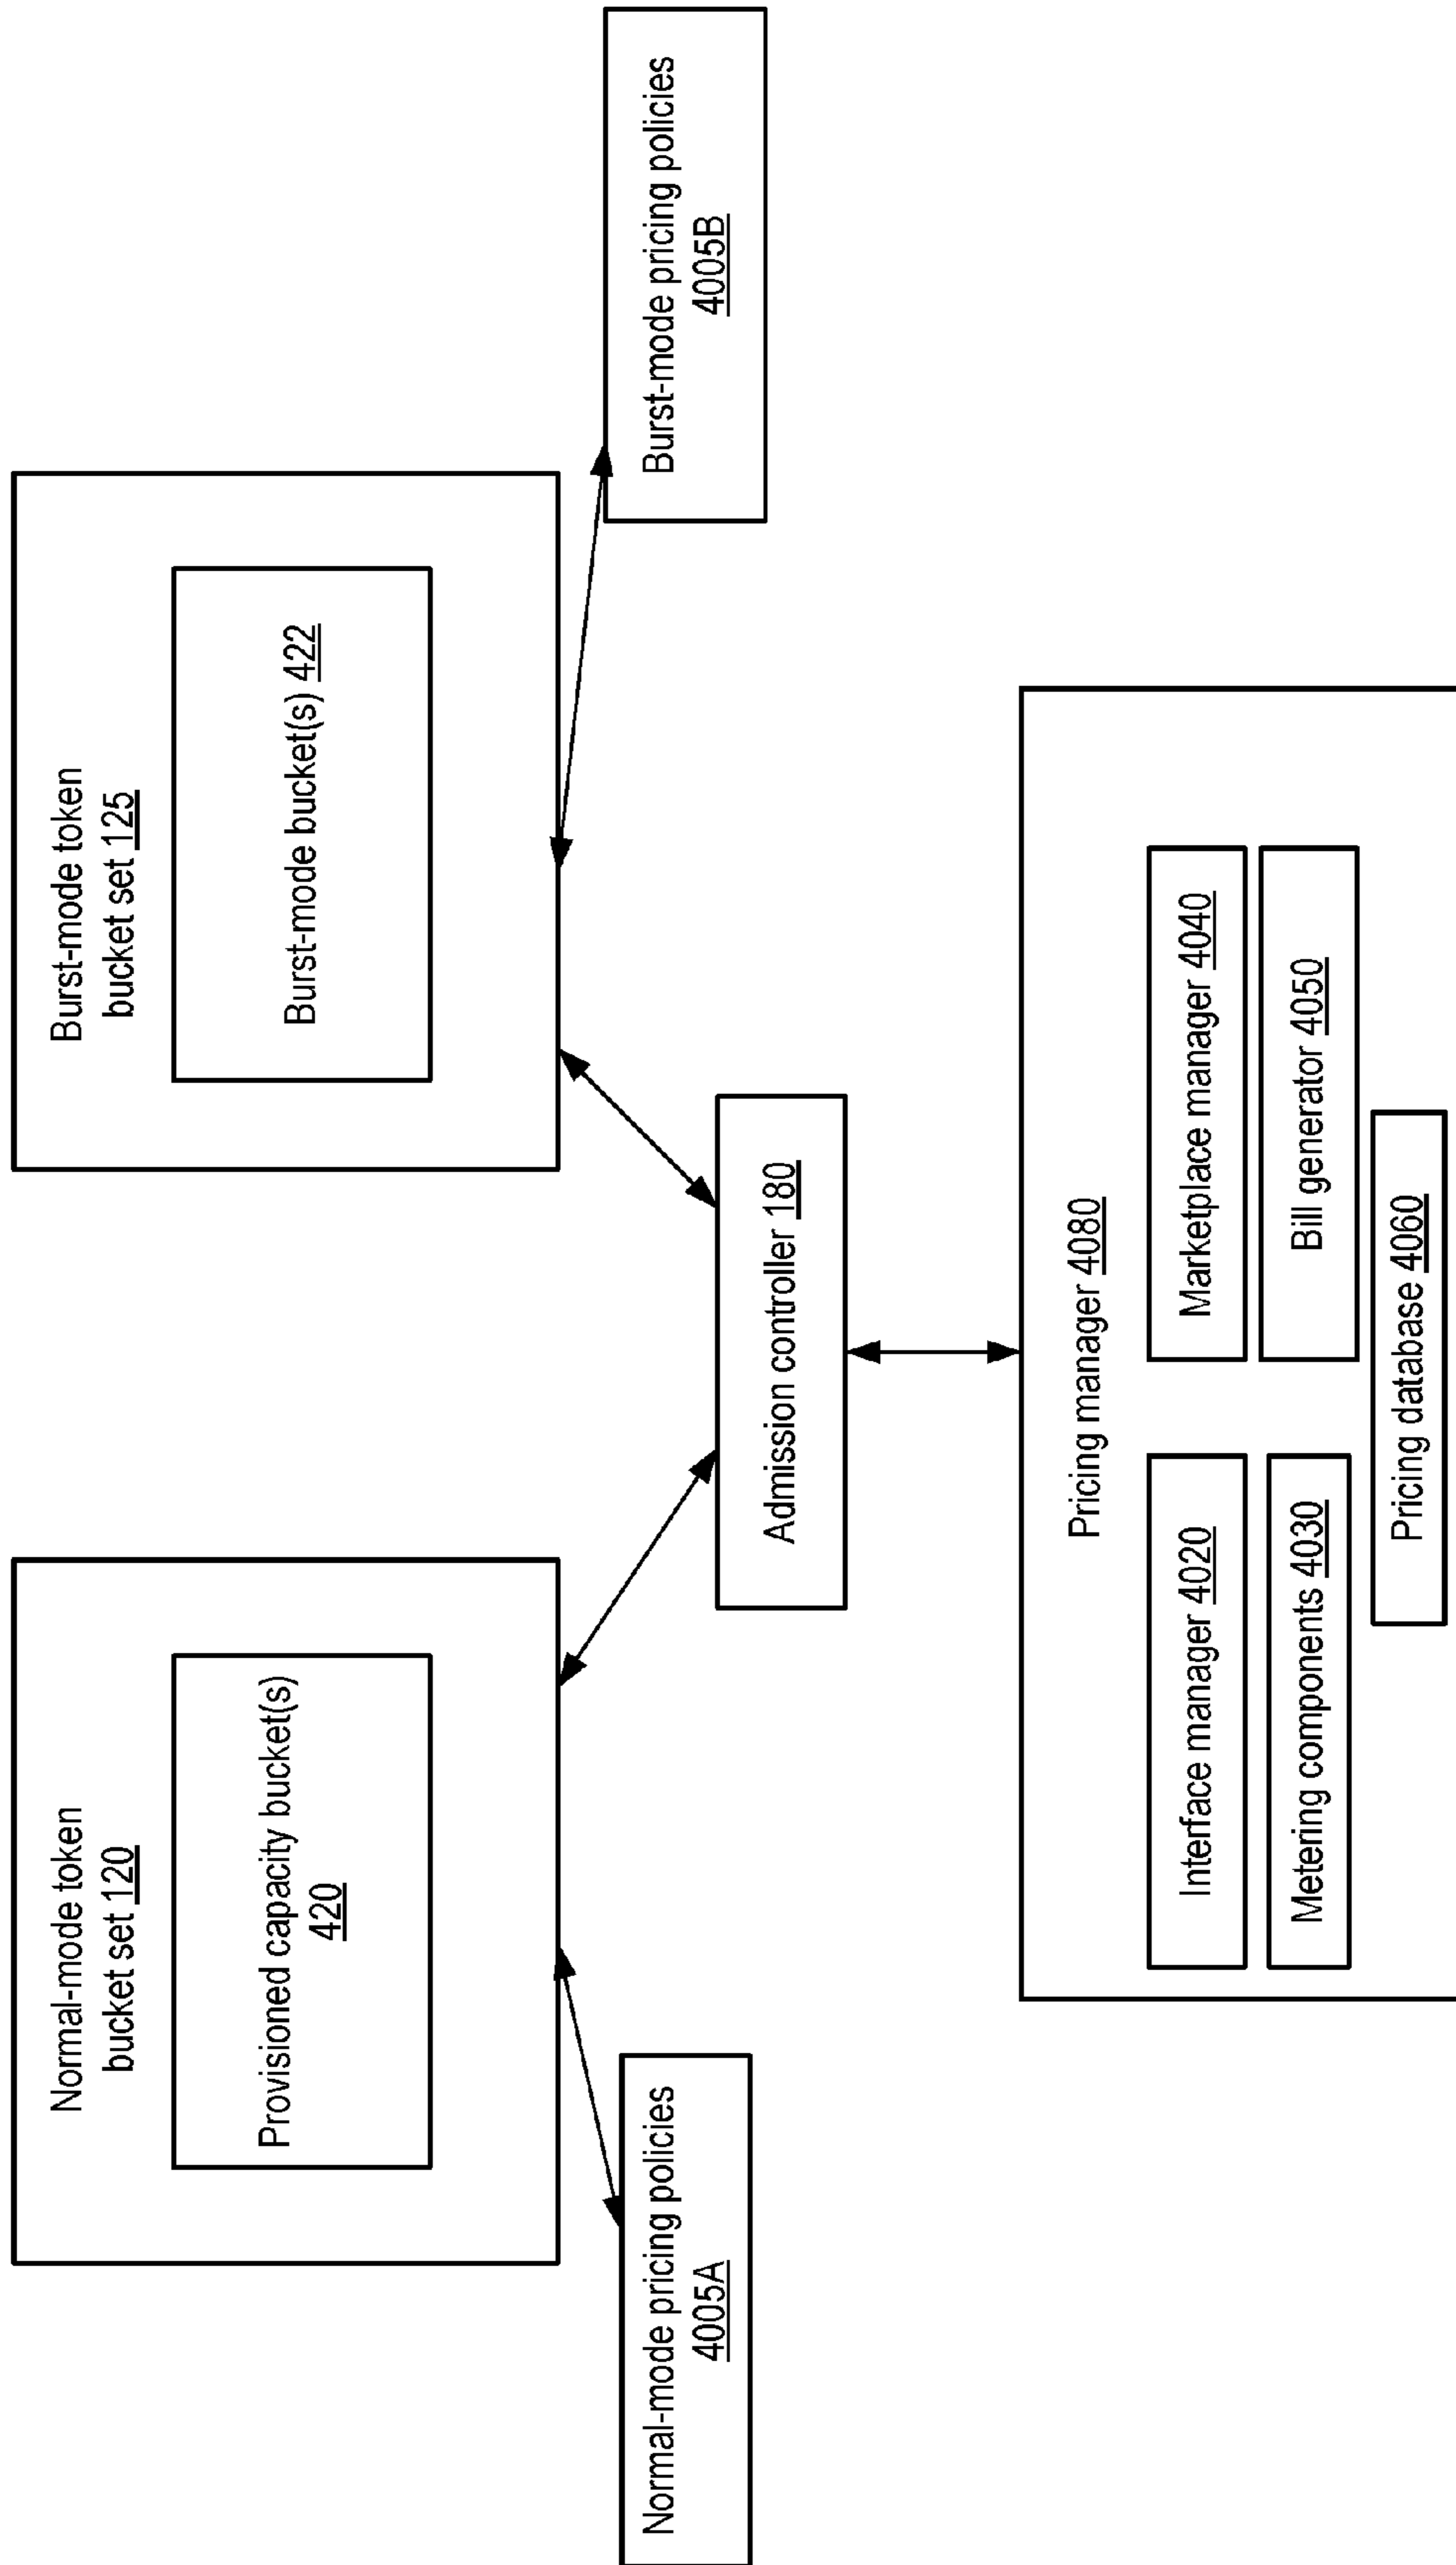 Normal-mode token
bucket set 120
Provisioned capacity bucket(s)
420
Burst-mode token
bucket set 125
Burst-mode bucket(s) 422
Normal-mode pricing policies
4005A
Burst-mode pricing policies
4005B
Admission controller 180
Pricing manager 4080
Interface manager 4020
Marketplace manager 4040
Metering components 4030
Bill generator 4050
Pricing database 4060